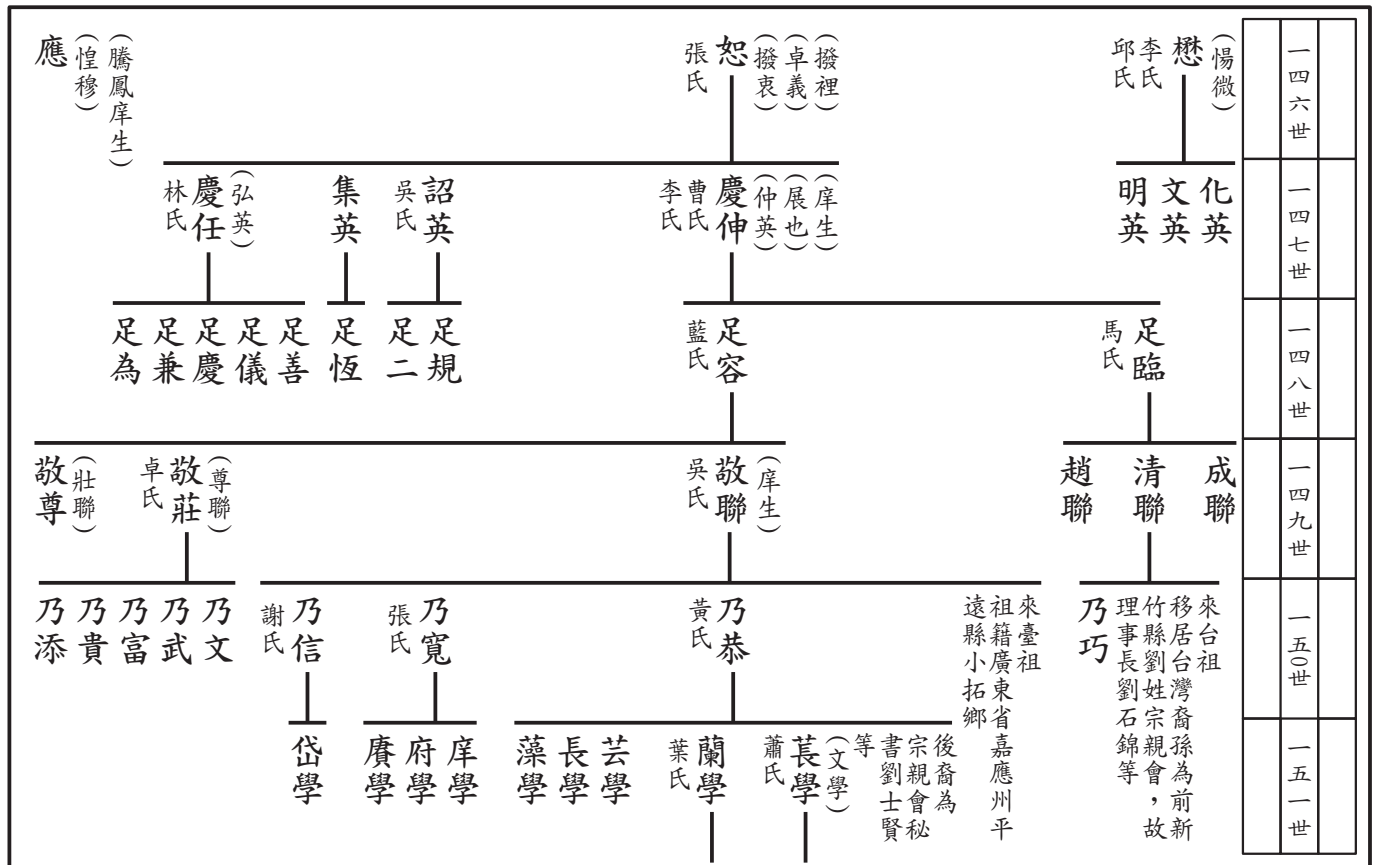 一四六世
(惕微)
懋
李氏
邱氏
(撥裡)
(卓義)
(撥衷)
恕
張氏
(騰鳳庠生)
(惶穆)
應
一四七世
化英
文英
明英
(庠生)
(展也)
(仲英)
慶伸
曹氏
李氏
詔英
吳氏
集英
(弘英)
慶任
林氏
一四八世
足臨
馬氏
足容
藍氏
足規
足二
足恆
足善
足儀
足慶
足兼
足為
一四九世
成聯
清聯
趙聯
(庠生)
敬聯
吳氏
(尊聯)
敬莊
卓氏
(壯聯)
敬尊
一五○世
來台祖
移居台灣裔孫為前新
竹縣劉姓宗親會，故
理事長劉石錦等
乃巧
來臺祖
祖籍廣東省嘉應州平
遠縣小拓鄉
乃恭
黃氏
乃寬
張氏
乃信
謝氏
乃文
乃武
乃富
乃貴
乃添
一五一世
後裔為
宗親會秘
書劉士賢
等
(文學)
萇學
蕭氏
蘭學
葉氏
芸學
長學
藻學
庠學
府學
賡學
岱學